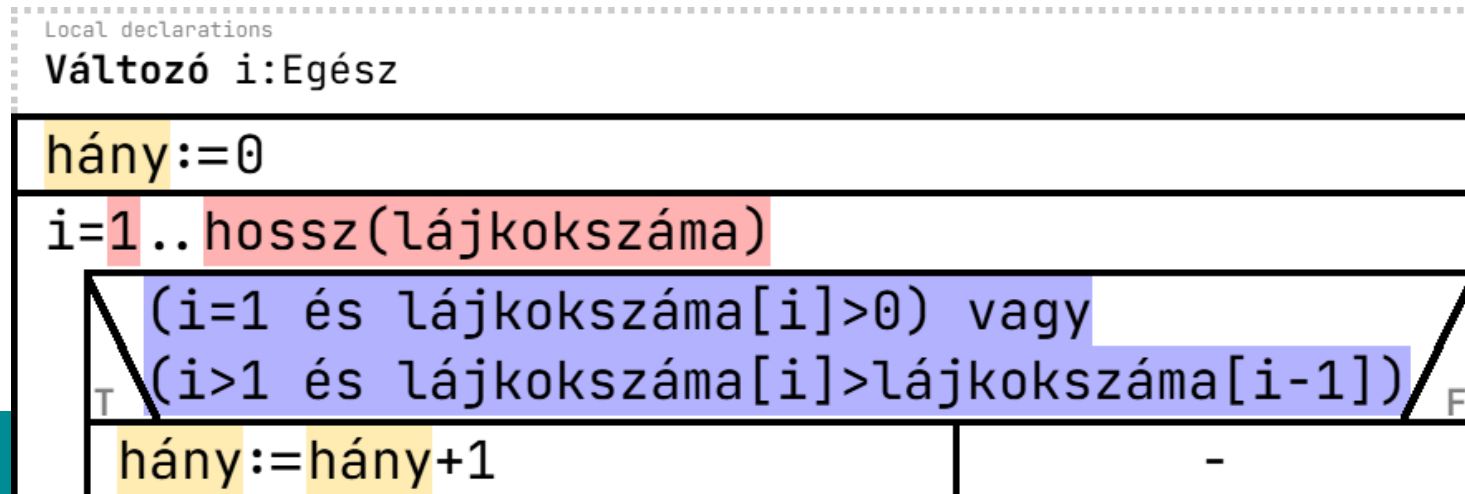 Local declarations
Változó i:Egész
hány:=0
i=1..hossz(lájkokszáma)
(i=1 és lájkokszáma[i]>0) vagy
(i>1 és lájkokszáma[i]>lájkokszáma[i-1])
T F
hány:=hány+1 -